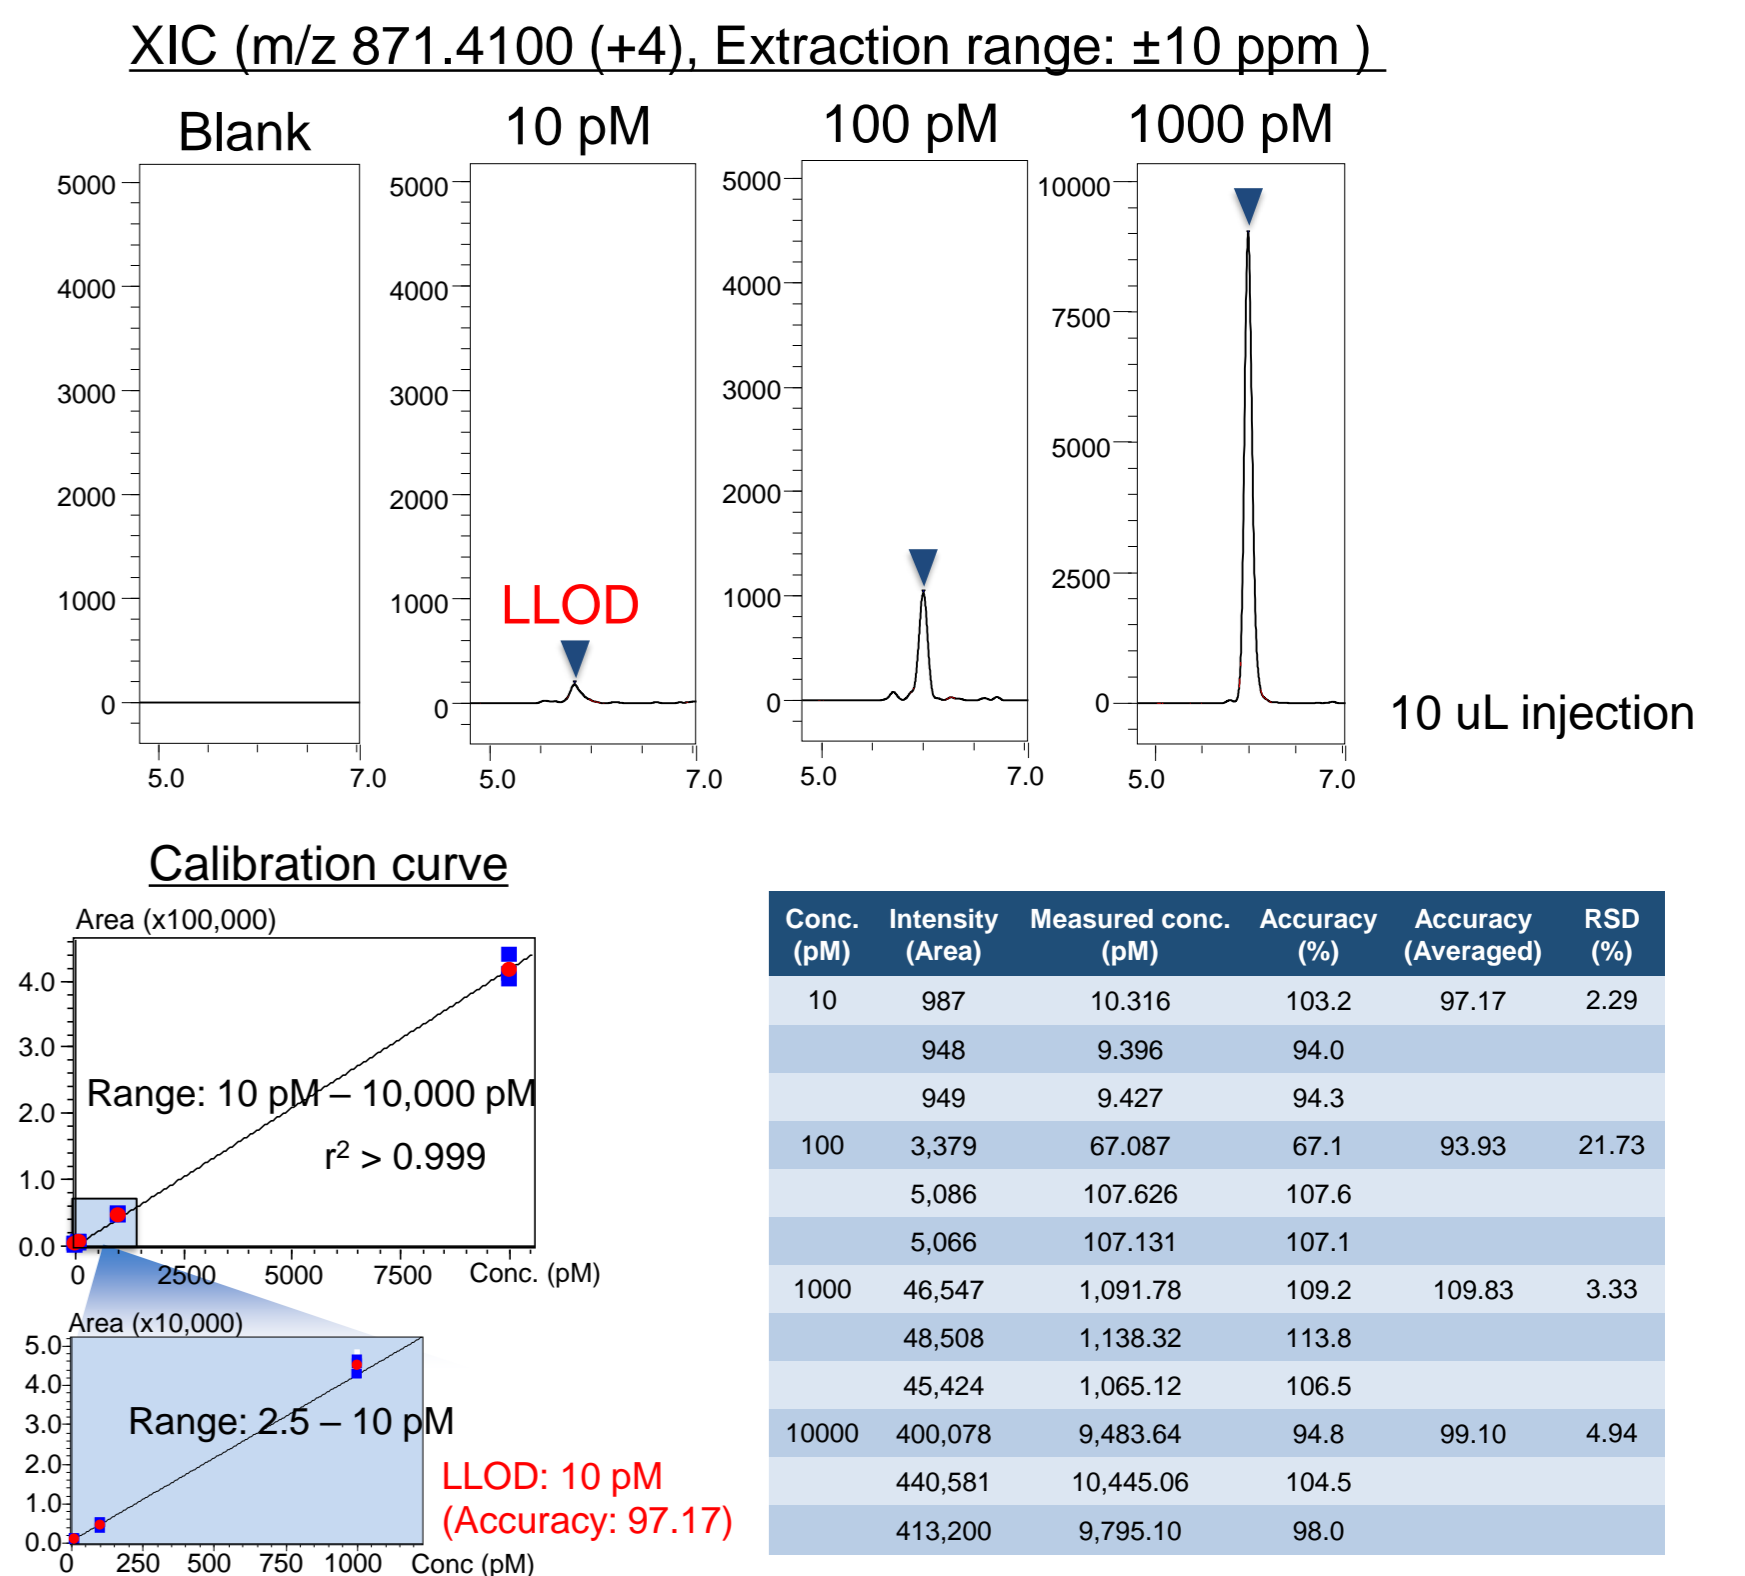 XIC (m/z 871.4100 (+4), Extraction range: ±10 ppm )
Blank
10 pM
100 pM
1000 pM
5000
4000
3000
2000
1000
0
5.0 7.0
5000
4000
3000
2000
1000
0
LLOD
5.0 7.0
5000
4000
3000
2000
1000
0
5.0 7.0
10000
7500
5000
2500
0
5.0 7.0
10 uL injection
Calibration curve
Area (x100,000)
4.0
3.0
2.0
1.0
0.0
Range: 10 pM – 10,000 pM
r² > 0.999
0 2500 5000 7500 Conc. (pM)
Area (x10,000)
5.0
4.0
3.0
2.0
1.0
0.0
Range: 2.5 – 10 pM
0 250 500 750 1000 Conc (pM)
LLOD: 10 pM
(Accuracy: 97.17)
Conc. (pM) Intensity (Area) Measured conc. (pM) Accuracy (%) Accuracy (Averaged) RSD (%)
10 987 10.316 103.2 97.17 2.29
948 9.396 94.0
949 9.427 94.3
100 3,379 67.087 67.1 93.93 21.73
5,086 107.626 107.6
5,066 107.131 107.1
1000 46,547 1,091.78 109.2 109.83 3.33
48,508 1,138.32 113.8
45,424 1,065.12 106.5
10000 400,078 9,483.64 94.8 99.10 4.94
440,581 10,445.06 104.5
413,200 9,795.10 98.0